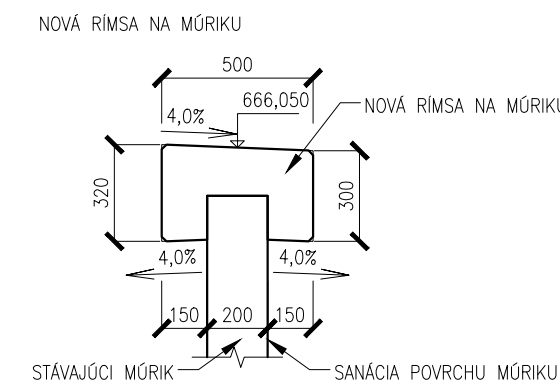 NOVÁ RÍMSA NA MÚRIKU
500
666,050
4,0%
NOVÁ RÍMSA NA MÚRIKU
320
300
4,0%
4,0%
150
200
150
STÁVAJÚCI MÚRIK
SANÁCIA POVRCHU MÚRIKU